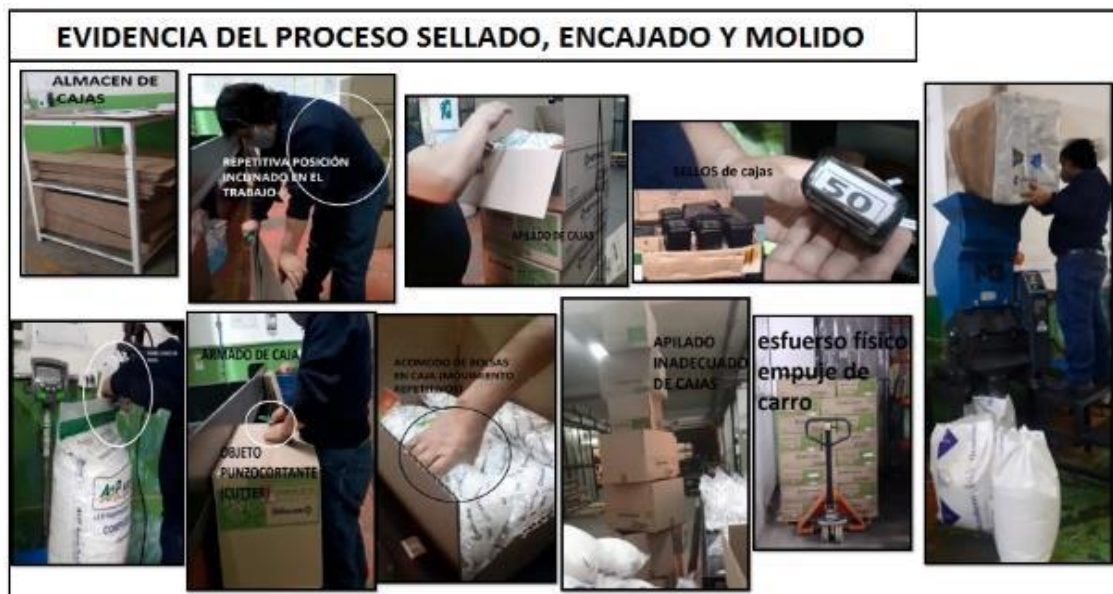 EVIDENCIA DEL PROCESO SELLADO, ENCAJADO Y MOLIDO
ALMACEN DE
CAJAS
REPETITIVA POSICIÓN
INCLINADO EN EL
TRABAJO
APILADO DE CAJAS
SELLOS de cajas
50
ARMADO DE CAJA
OBJETO
PUNZOCORTANTE
(CUTTER)
ACOMODO DE BOLSAS
EN CAJA (MOVIMIENTO
REPETITIVOS)
APILADO
INADECUADO
DE CAJAS
esfuerso físico
empuje de
carro